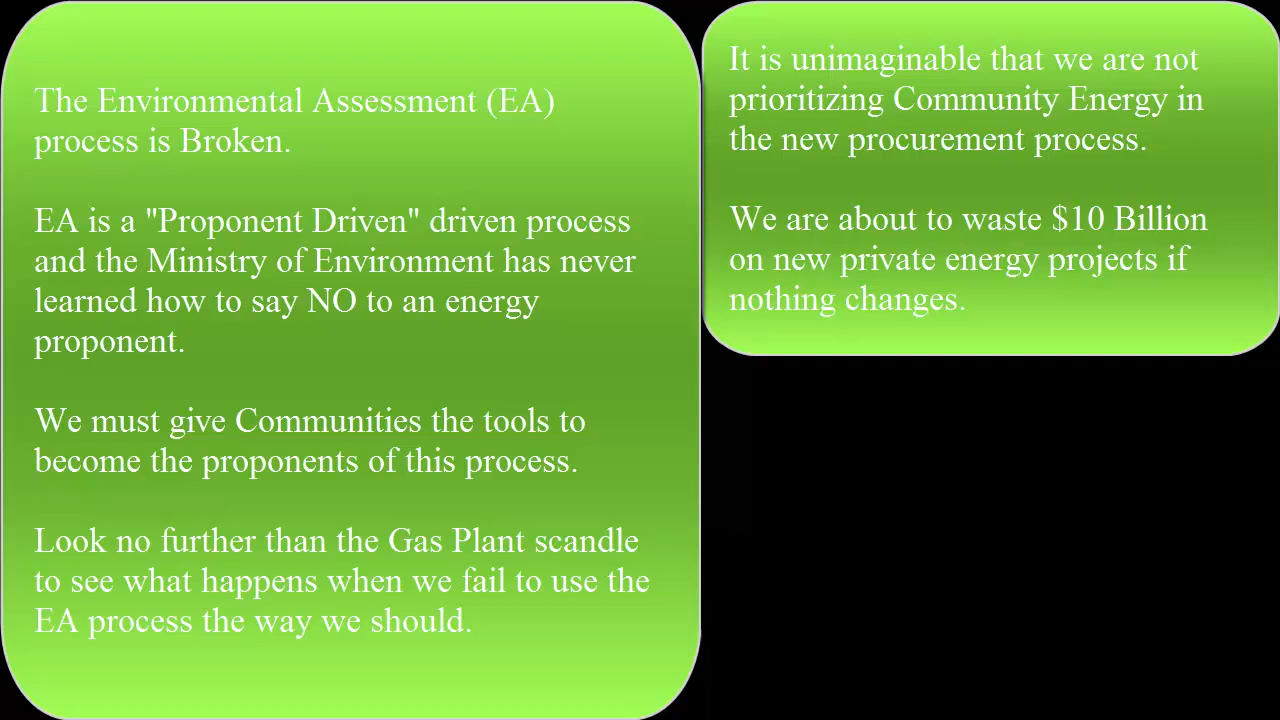 The Environmental Assessment (EA)
process is Broken.
EA is a "Proponent Driven" driven process
and the Ministry of Environment has never
learned how to say NO to an energy
proponent.
We must give Communities the tools to
become the proponents of this process.
Look no further than the Gas Plant scandle
to see what happens when we fail to use the
EA process the way we should.
It is unimaginable that we are not
prioritizing Community Energy in
the new procurement process.
We are about to waste $10 Billion
on new private energy projects if
nothing changes.